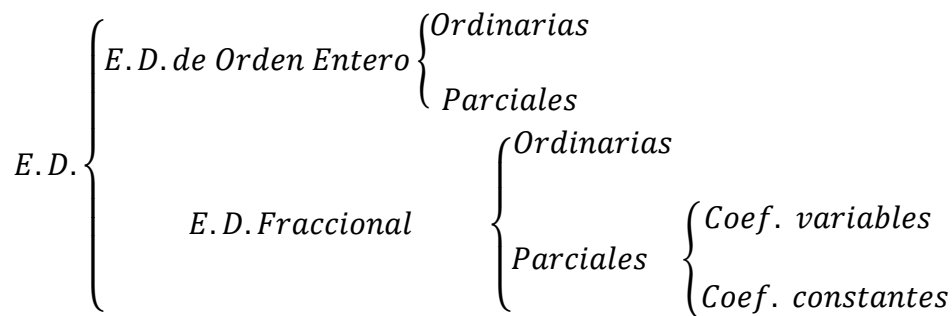 Ordinarias
E.D.de Orden Entero
Parciales
E.D.
Ordinarias
E.D.Fraccional
Coef. variables
Parciales
Coef. constantes